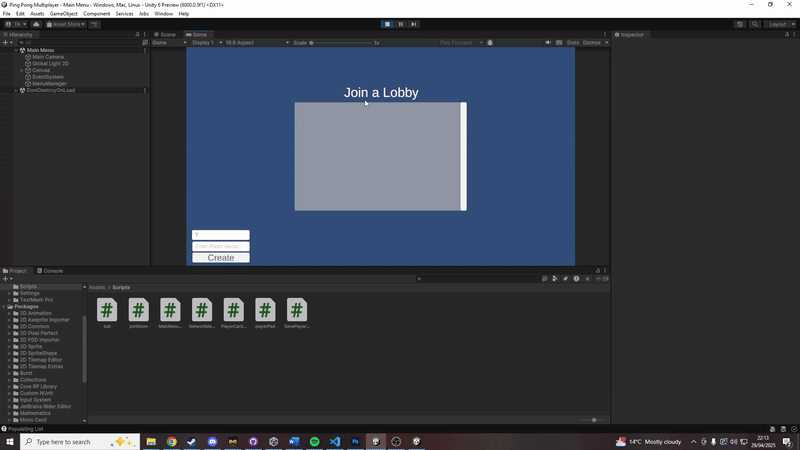 Ping Pong Multiplayer - Main Menu - Windows, Mac, Linux - Unity 6 Preview (6000.0.5f1) <DX11>
File Edit Assets GameObject Component Services Jobs Window Help
TA Asset Store Layout
Hierarchy Scene Game Inspector
All Game Display 1 16:9 Aspect Scale 1x Play Focused Stats Gizmos
Main Menu
Main Camera
Global Light 2D
Canvas
EventSystem
MenuManager
DontDestroyOnLoad
Join a Lobby
T
Enter Room Name...
Create
Project Console
Assets > Scripts
Scripts
Settings
TextMesh Pro
Packages
2D Animation
2D Aseprite Importer
2D Common
2D Pixel Perfect
2D PSD Importer
2D Sprite
2D SpriteShape
2D Tilemap Editor
2D Tilemap Extras
Burst
Collections
Core RP Library
Custom NUnit
Input System
JetBrains Rider Editor
Mathematics
Mono Cecil
ball joinRoom MainMenu... NetworkMa... PlayerCard... playerPad SavePlayer...
Populating List
Type here to search
14°C Mostly cloudy
22:13
29/04/2025